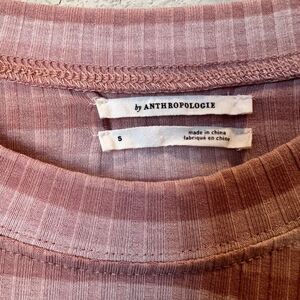 by ANTHROPOLOGIE
S
made in china
fabriqué en chine